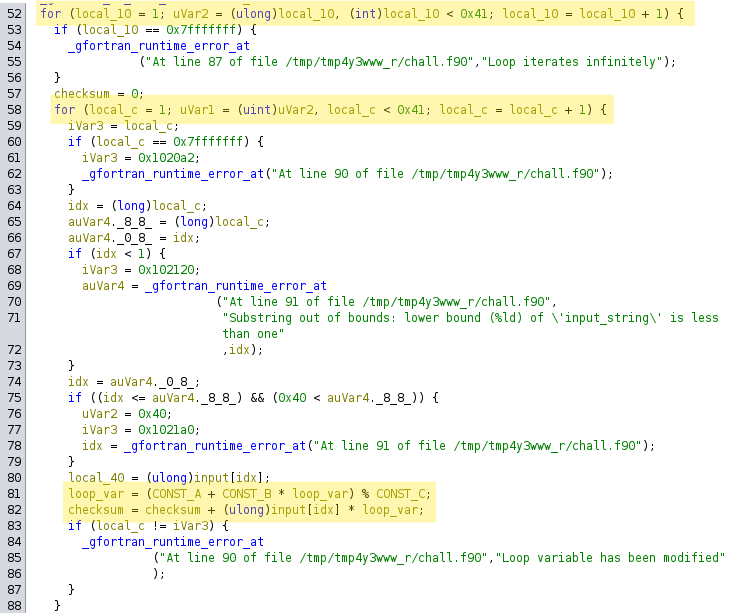 52 for (local_10 = 1; uVar2 = (ulong)local_10, (int)local_10 < 0x41; local_10 = local_10 + 1) {
53 if (local_10 == 0x7fffffff) {
54 _gfortran_runtime_error_at
55 ("At line 87 of file /tmp/tmp4y3www_r/chall.f90","Loop iterates infinitely");
56 }
57 checksum = 0;
58 for (local_c = 1; uVar1 = (uint)uVar2, local_c < 0x41; local_c = local_c + 1) {
59 iVar3 = local_c;
60 if (local_c == 0x7fffffff) {
61 iVar3 = 0x1020a2;
62 _gfortran_runtime_error_at("At line 90 of file /tmp/tmp4y3www_r/chall.f90");
63 }
64 idx = (long)local_c;
65 auVar4._8_8_ = (long)local_c;
66 auVar4._0_8_ = idx;
67 if (idx < 1) {
68 iVar3 = 0x102120;
69 auVar4 = _gfortran_runtime_error_at
70 ("At line 91 of file /tmp/tmp4y3www_r/chall.f90",
71 "Substring out of bounds: lower bound (%ld) of \'input_string\' is less
than one"
72 ,idx);
73 }
74 idx = auVar4._0_8_;
75 if ((idx <= auVar4._8_8_) && (0x40 < auVar4._8_8_)) {
76 uVar2 = 0x40;
77 iVar3 = 0x1021a0;
78 idx = _gfortran_runtime_error_at("At line 91 of file /tmp/tmp4y3www_r/chall.f90");
79 }
80 local_40 = (ulong)input[idx];
81 loop_var = (CONST_A + CONST_B * loop_var) % CONST_C;
82 checksum = checksum + (ulong)input[idx] * loop_var;
83 if (local_c != iVar3) {
84 _gfortran_runtime_error_at
85 ("At line 90 of file /tmp/tmp4y3www_r/chall.f90","Loop variable has been modified"
86 );
87 }
88 }